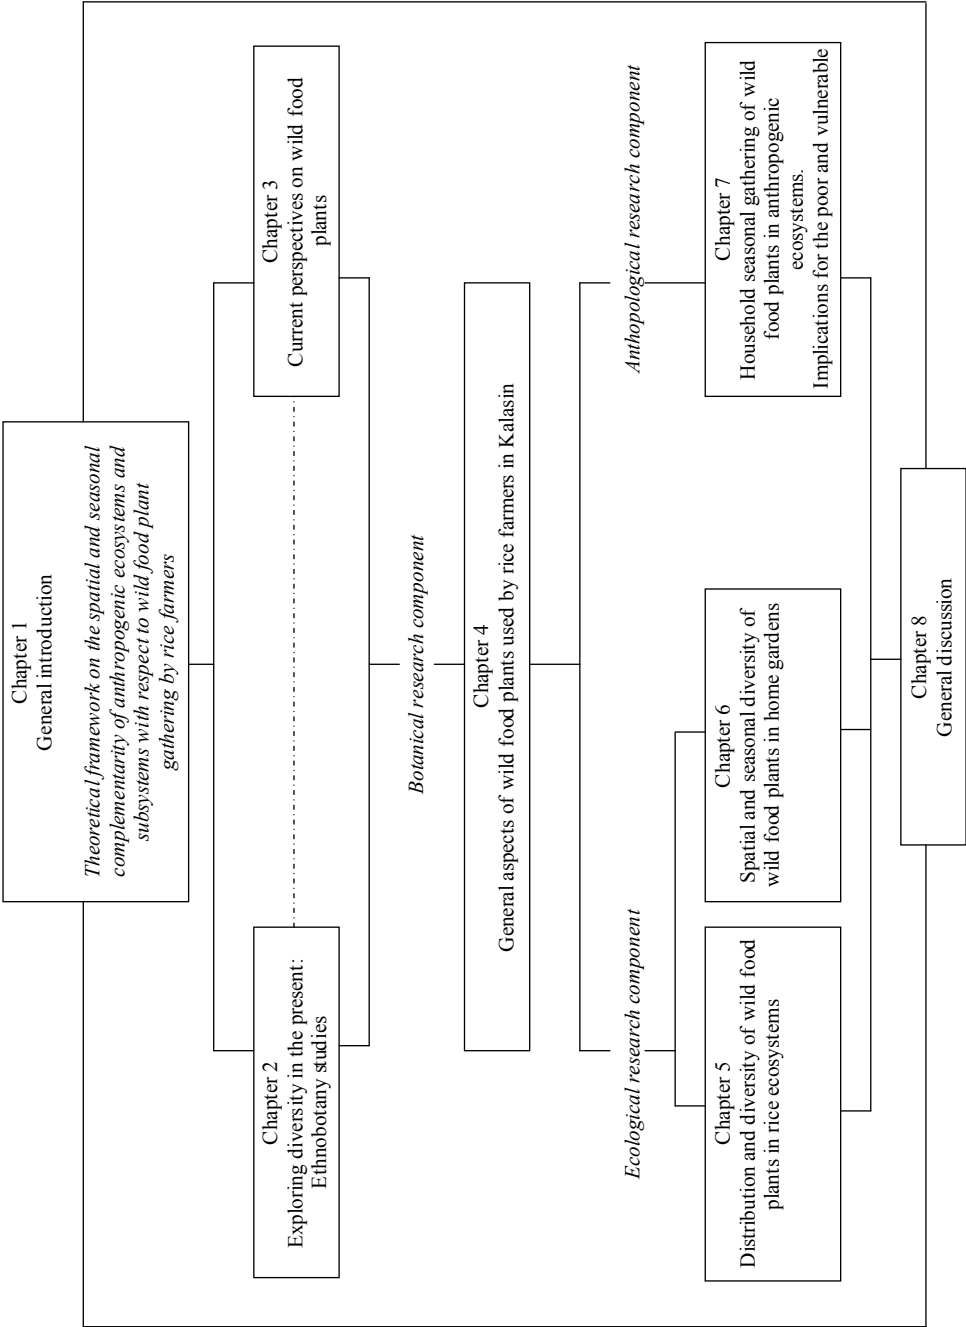 Chapter 1
General introduction
Theoretical framework on the spatial and seasonal
complementarity of anthropogenic ecosystems and
subsystems with respect to wild food plant
gathering by rice farmers
Chapter 2
Exploring diversity in the present:
Ethnobotany studies
Chapter 3
Current perspectives on wild food
plants
Botanical research component
Chapter 4
General aspects of wild food plants used by rice farmers in Kalasin
Ecological research component
Anthopological research component
Chapter 5
Distribution and diversity of wild food
plants in rice ecosystems
Chapter 6
Spatial and seasonal diversity of
wild food plants in home gardens
Chapter 7
Household seasonal gathering of wild
food plants in anthropogenic
ecosystems.
Implications for the poor and vulnerable
Chapter 8
General discussion